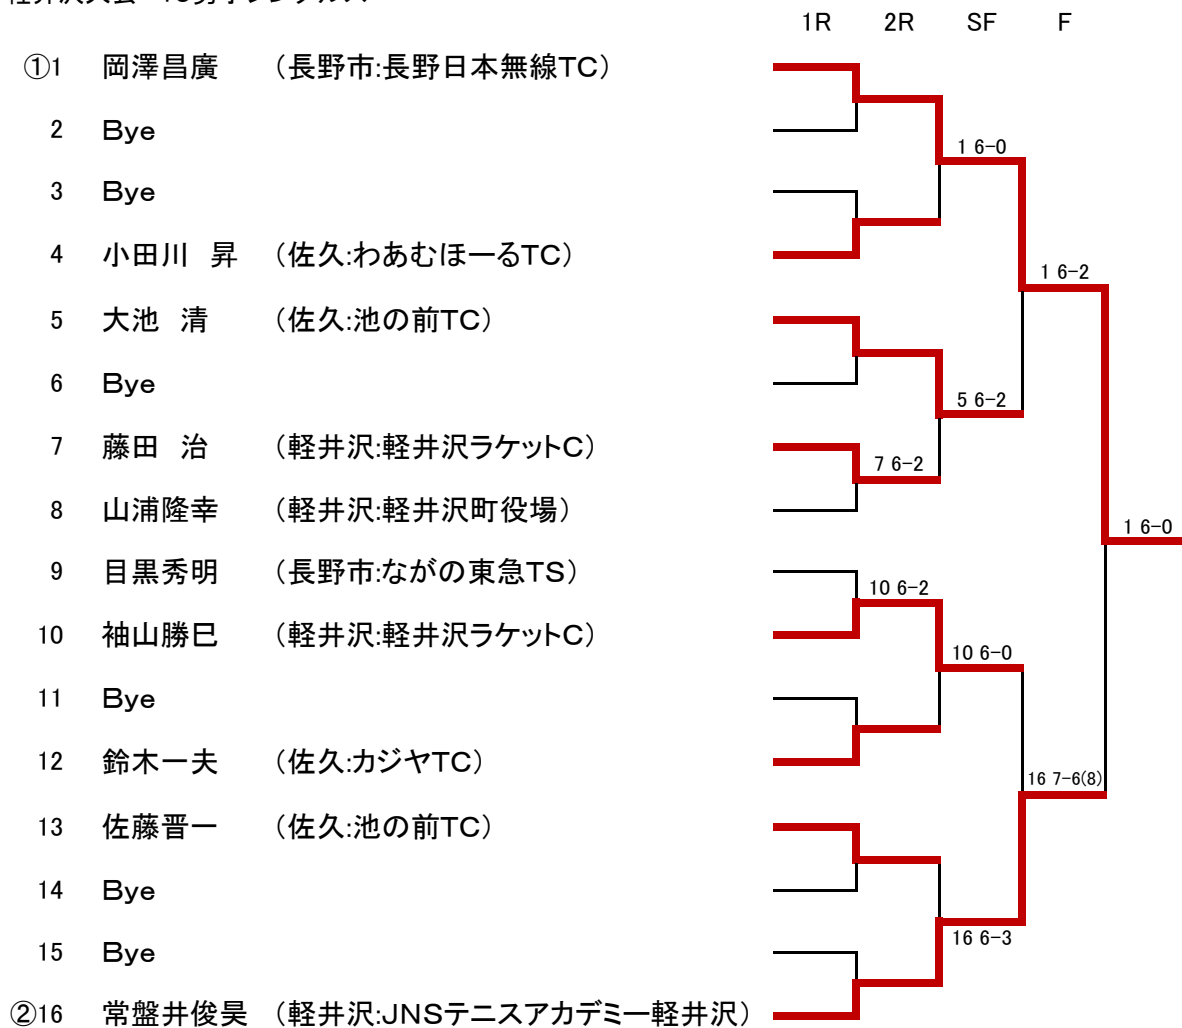 1R 2R SF F
①1 岡澤昌廣 (長野市:長野日本無線TC)
2 Bye
1 6-0
3 Bye
4 小田川 昇 (佐久:わあむほーるTC)
1 6-2
5 大池 清 (佐久:池の前TC)
6 Bye
5 6-2
7 藤田 治 (軽井沢:軽井沢ラケットC)
7 6-2
8 山浦隆幸 (軽井沢:軽井沢町役場)
1 6-0
9 目黒秀明 (長野市:ながの東急TS)
10 6-2
10 袖山勝巳 (軽井沢:軽井沢ラケットC)
10 6-0
11 Bye
12 鈴木一夫 (佐久:カジヤTC)
16 7-6(8)
13 佐藤晋一 (佐久:池の前TC)
14 Bye
16 6-3
15 Bye
②16 常盤井俊昊 (軽井沢:JNSテニスアカデミー軽井沢)